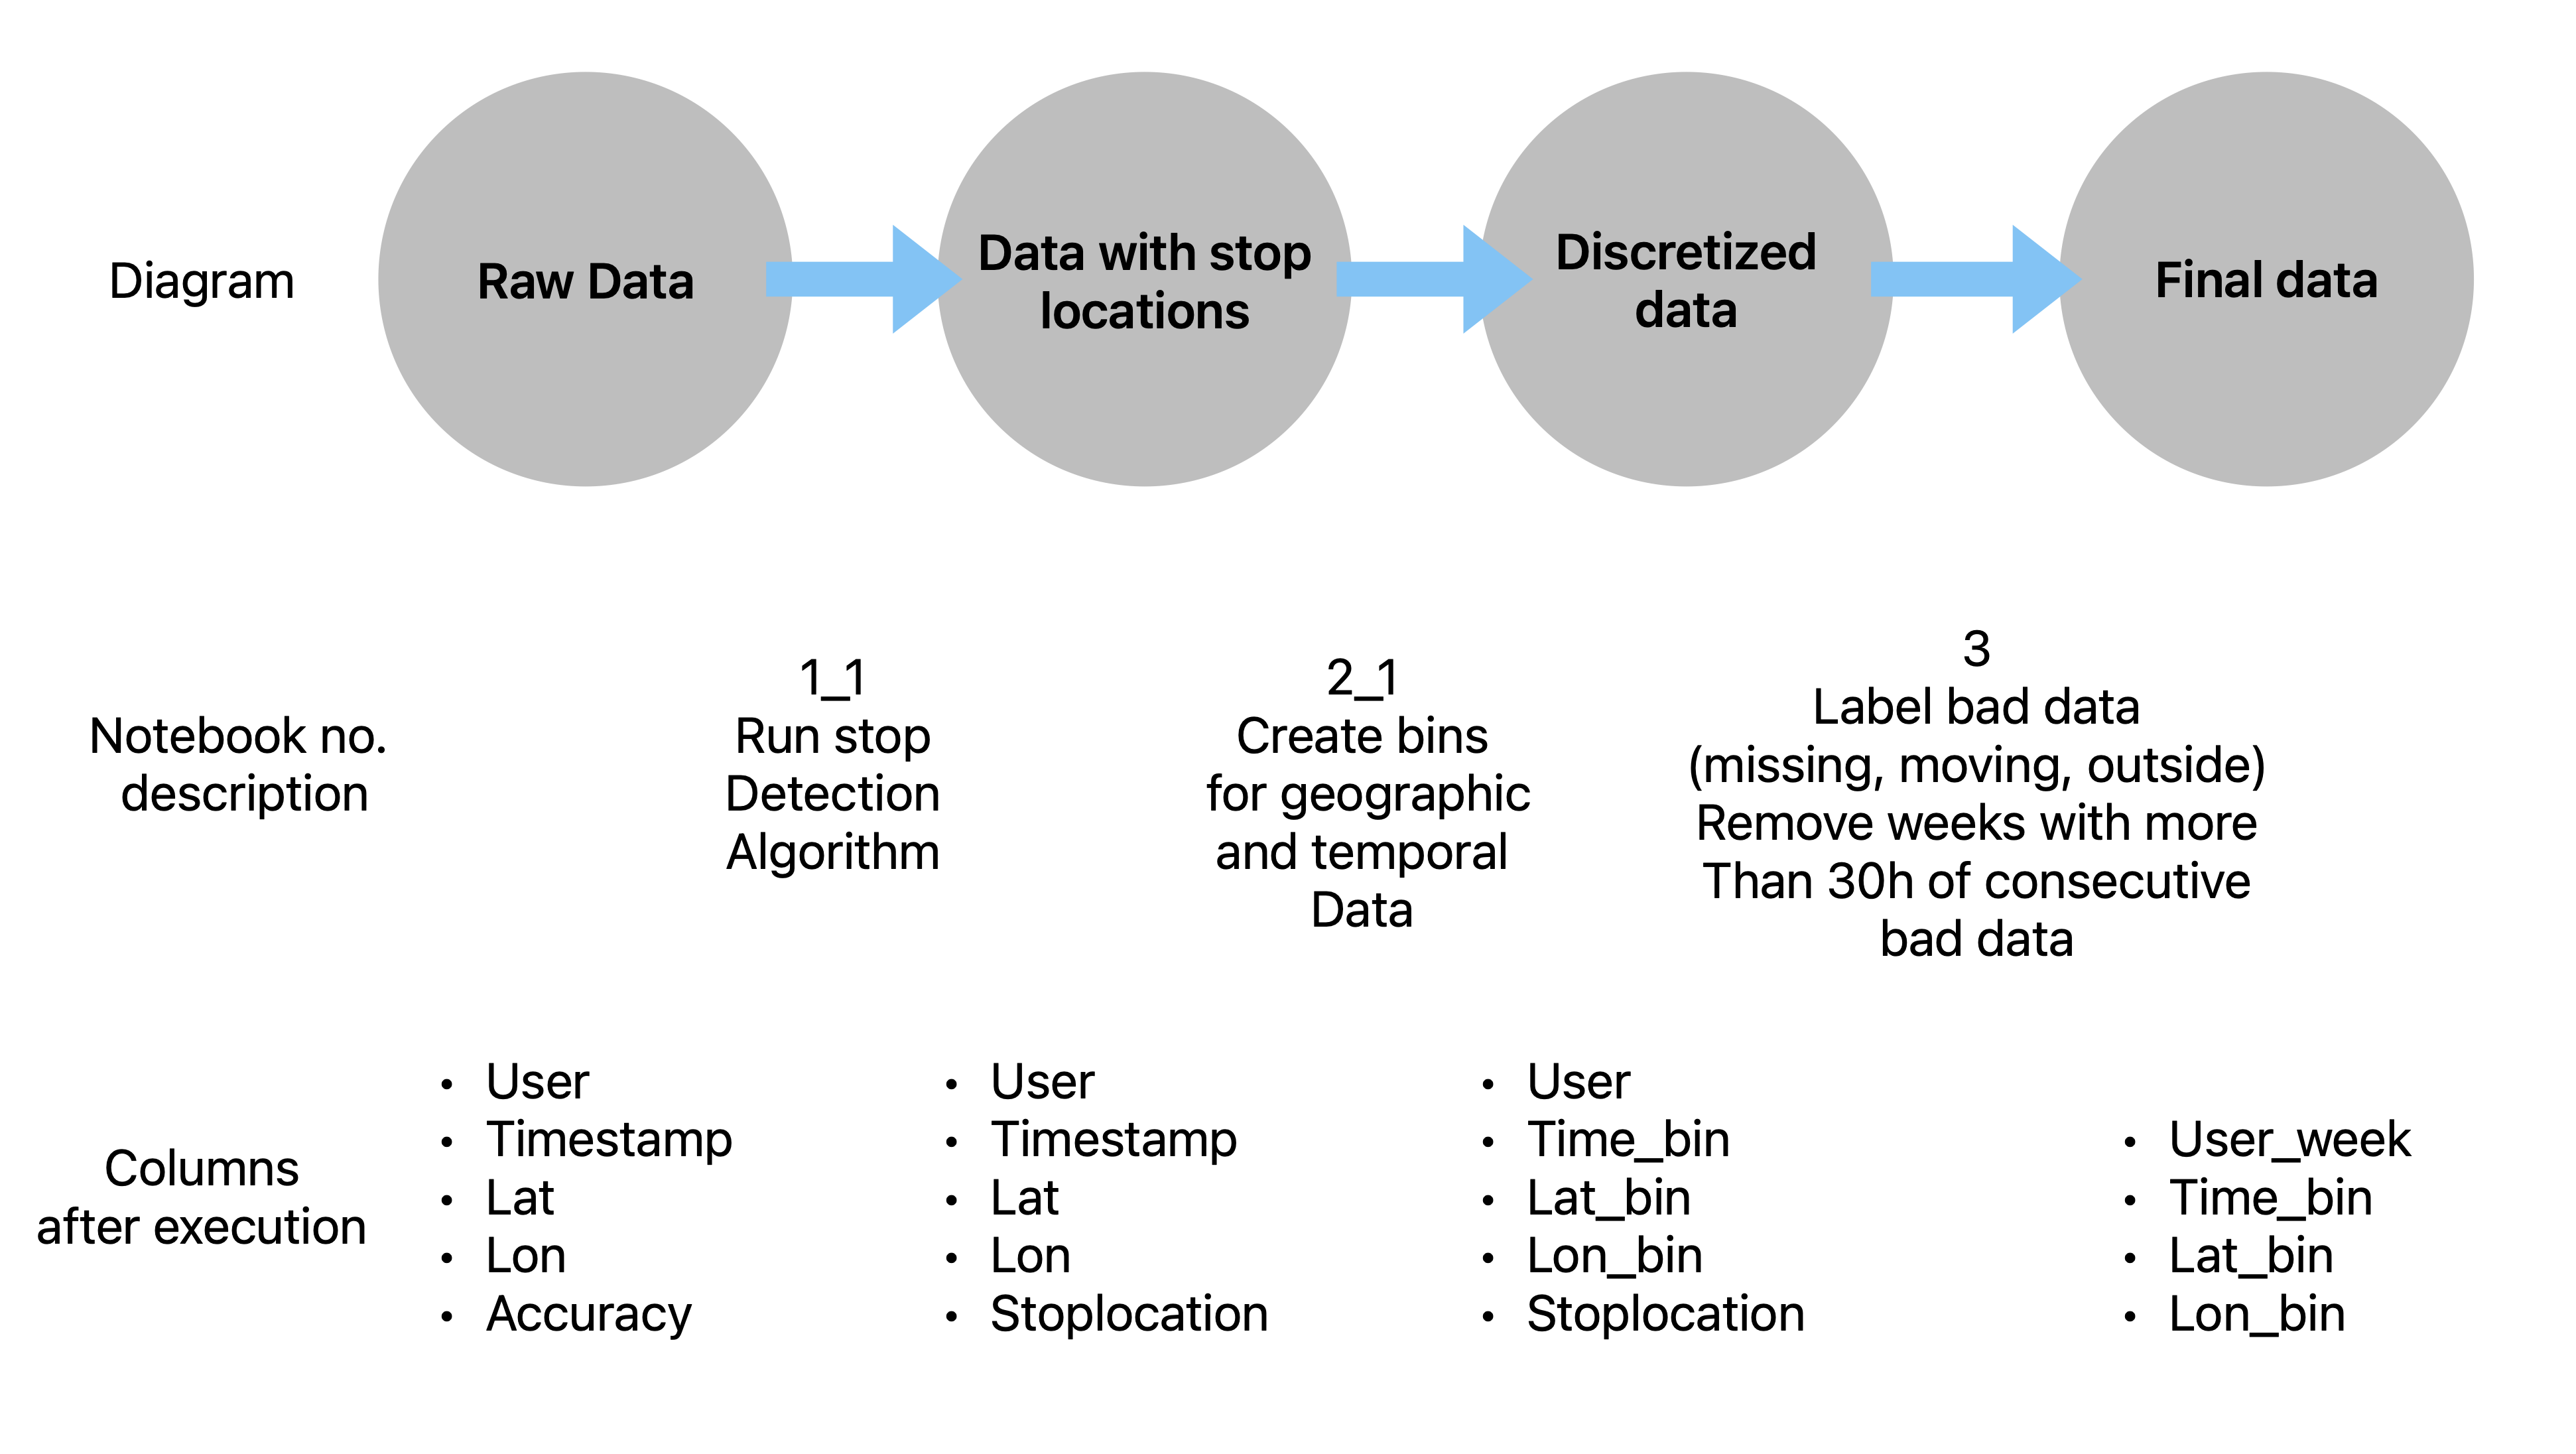 Diagram
Raw Data
Data with stop
locations
Discretized
data
Final data
Notebook no.
description
1_1
Run stop
Detection
Algorithm
2_1
Create bins
for geographic
and temporal
Data
3
Label bad data
(missing, moving, outside)
Remove weeks with more
Than 30h of consecutive
bad data
Columns
after execution
• User
• Timestamp
• Lat
• Lon
• Accuracy
• User
• Timestamp
• Lat
• Lon
• Stoplocation
• User
• Time_bin
• Lat_bin
• Lon_bin
• Stoplocation
• User_week
• Time_bin
• Lat_bin
• Lon_bin